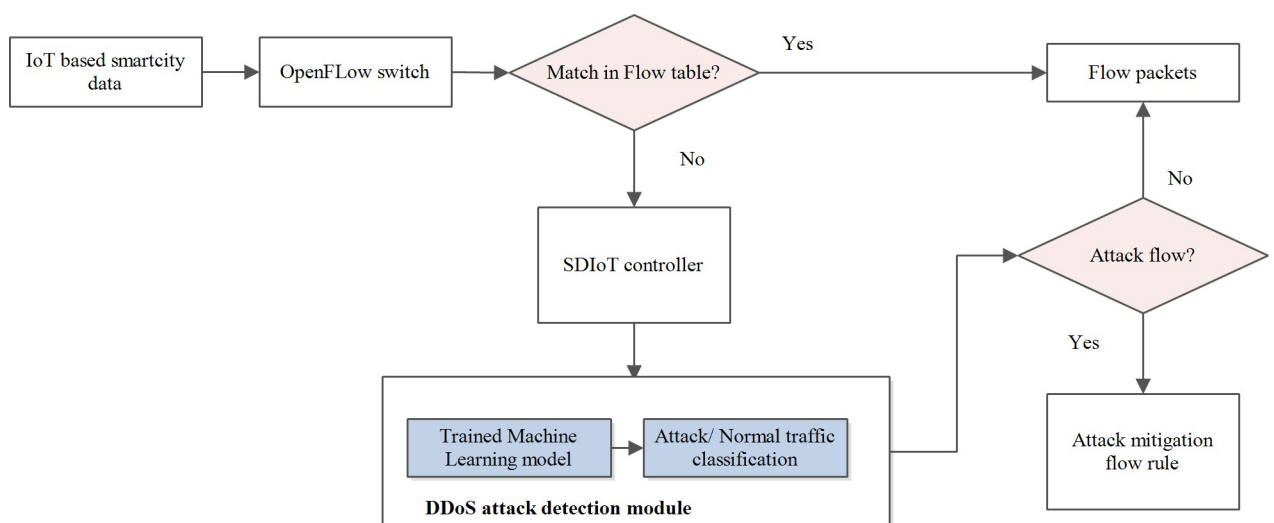 IoT based smartcity
data
OpenFLow switch
Match in Flow table?
Yes
Flow packets
No
No
SDIoT controller
Attack flow?
Yes
Trained Machine
Learning model
Attack/ Normal traffic
classification
Attack mitigation
flow rule
DDoS attack detection module